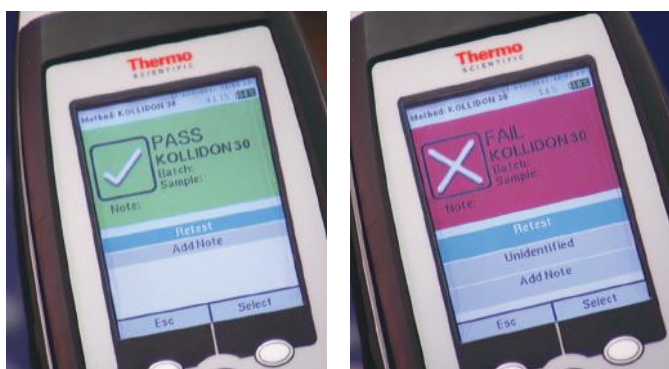 Thermo
SCIENTIFIC
Method: KOLLIDON 30
PASS
KOLLIDON 30
Batch:
Sample:
Note:
Retest
Add Note
Esc
Select
Thermo
SCIENTIFIC
Method: KOLLIDON 30
FAIL
KOLLIDON 30
Batch:
Sample:
Note:
Retest
Unidentified
Add Note
Esc
Select